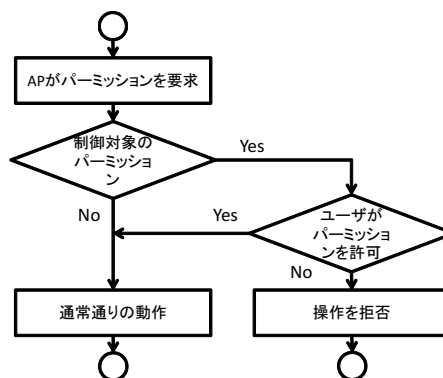 APがパーミッションを要求
制御対象の
パーミッショ
ン
Yes
No
Yes
ユーザが
パーミッショ
ンを許可
No
通常通りの動作
操作を拒否